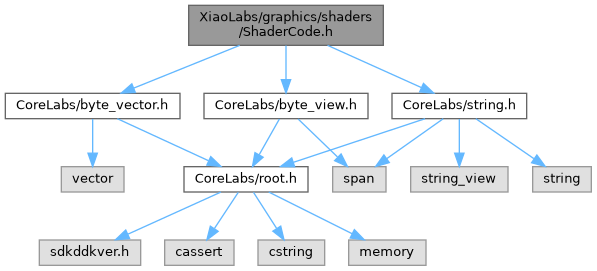 XiaoLabs/graphics/shaders
/ShaderCode.h
CoreLabs/byte_vector.h
CoreLabs/byte_view.h
CoreLabs/string.h
vector
CoreLabs/root.h
span
string_view
string
sdkddkver.h
cassert
cstring
memory